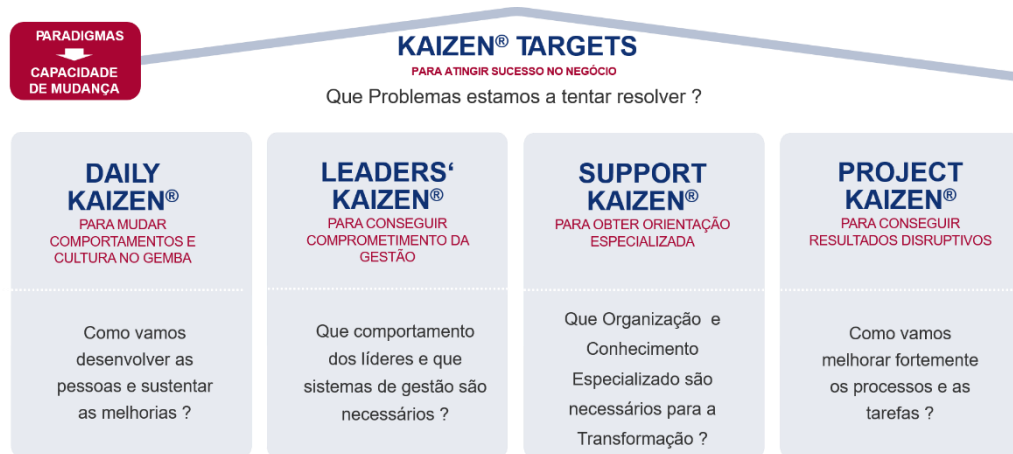 PARADIGMAS
CAPACIDADE
DE MUDANÇA
KAIZEN® TARGETS
PARA ATINGIR SUCESSO NO NEGÓCIO
Que Problemas estamos a tentar resolver ?
DAILY
KAIZEN®
PARA MUDAR
COMPORTAMENTOS E
CULTURA NO GEMBA
Como vamos
desenvolver as
pessoas e sustentar
as melhorias ?
LEADERS‘
KAIZEN®
PARA CONSEGUIR
COMPROMETIMENTO DA
GESTÃO
Que comportamento
dos líderes e que
sistemas de gestão são
necessários ?
SUPPORT
KAIZEN®
PARA OBTER ORIENTAÇÃO
ESPECIALIZADA
Que Organização e
Conhecimento
Especializado são
necessários para a
Transformação ?
PROJECT
KAIZEN®
PARA CONSEGUIR
RESULTADOS DISRUPTIVOS
Como vamos
melhorar fortemente
os processos e as
tarefas ?